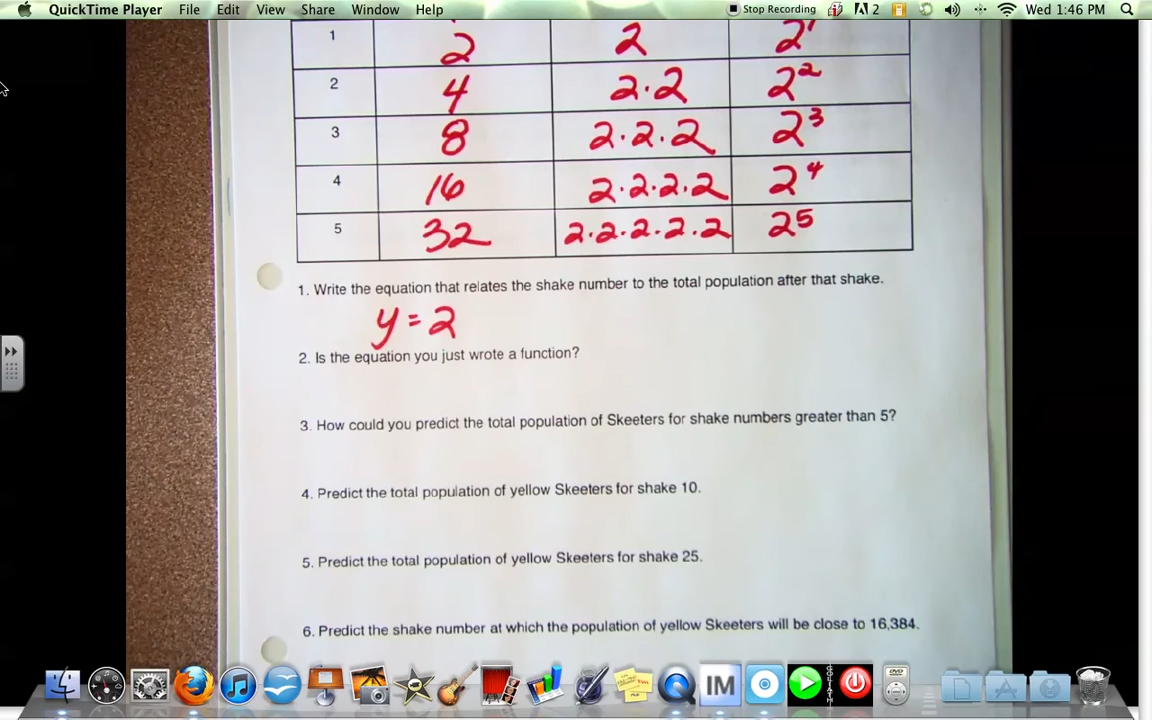 QuickTime Player File Edit View Share Window Help Stop Recording 2 Wed 1:46 PM
1 2 2 2¹
2 4 2·2 2²
3 8 2·2·2 2³
4 16 2·2·2·2 2⁴
5 32 2·2·2·2·2 2⁵
1. Write the equation that relates the shake number to the total population after that shake.
y = 2
2. Is the equation you just wrote a function?
3. How could you predict the total population of Skeeters for shake numbers greater than 5?
4. Predict the total population of yellow Skeeters for shake 10.
5. Predict the total population of yellow Skeeters for shake 25.
6. Predict the shake number at which the population of yellow Skeeters will be close to 16,384.
IM